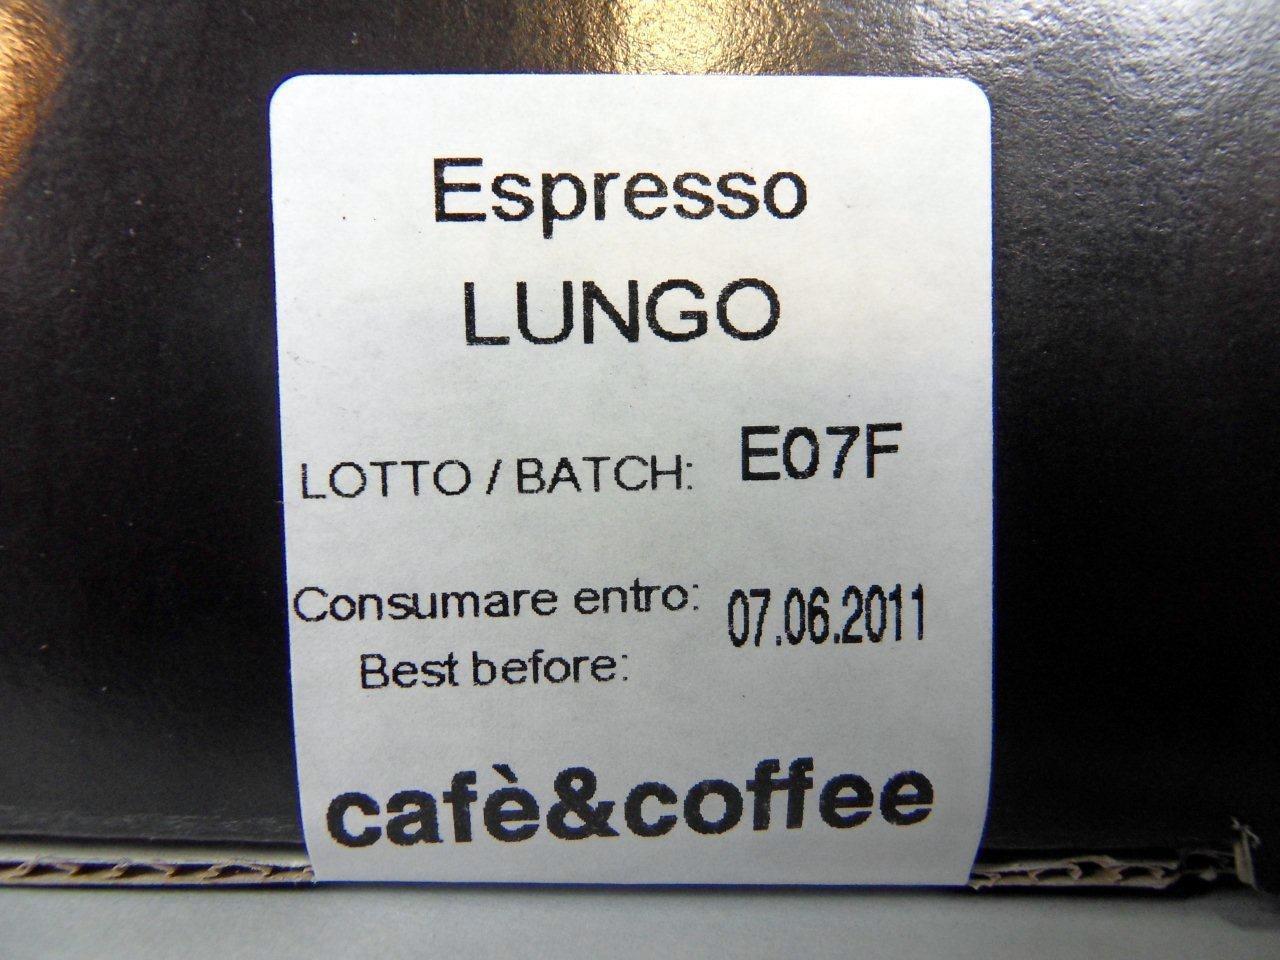 Espresso
LUNGO
LOTTO / BATCH: E07F
Consumare entro: 07.06.2011
Best before:
cafè&coffee